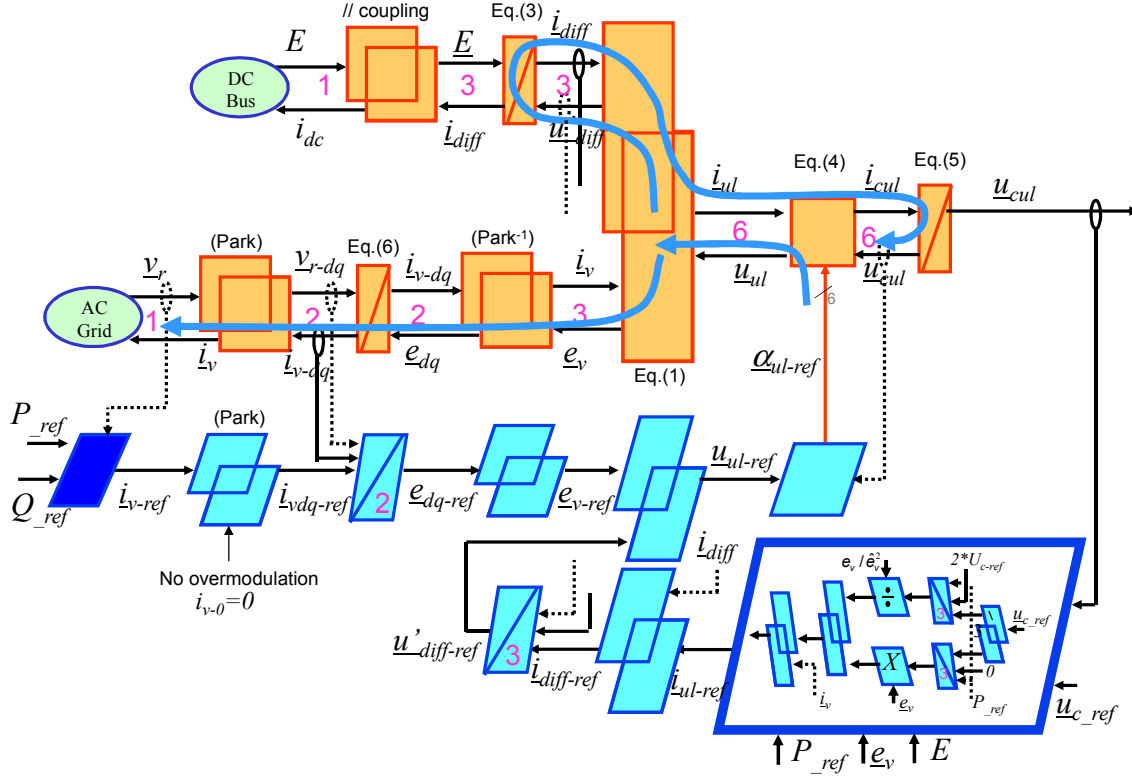 // coupling
Eq.(3)
i_diff
E
E
DC
Bus
1
3
3
i_dc
i_diff
u_diff
Eq.(4)
Eq.(5)
i_ul
i_cul
u_cul
6
6
u_ul
u_cul
6
(Park)
Eq.(6)
(Park⁻¹)
v_r
v_r-dq
i_v-dq
i_v
AC
Grid
1
2
2
3
i_v
i_v-dq
e_dq
e_v
Eq.(1)
α_ul-ref
P_ref
(Park)
Q_ref
i_v-ref
i_vdq-ref
2
e_dq-ref
e_v-ref
u_ul-ref
No overmodulation
i_v-0=0
i_diff
u'_diff-ref
3
i_diff-ref
i_ul-ref
e_v / ê_v²
2*U_c-ref
÷
3
u_c_ref
X
3
0
i_v
e_v
P_ref
u_c_ref
P_ref
e_v
E